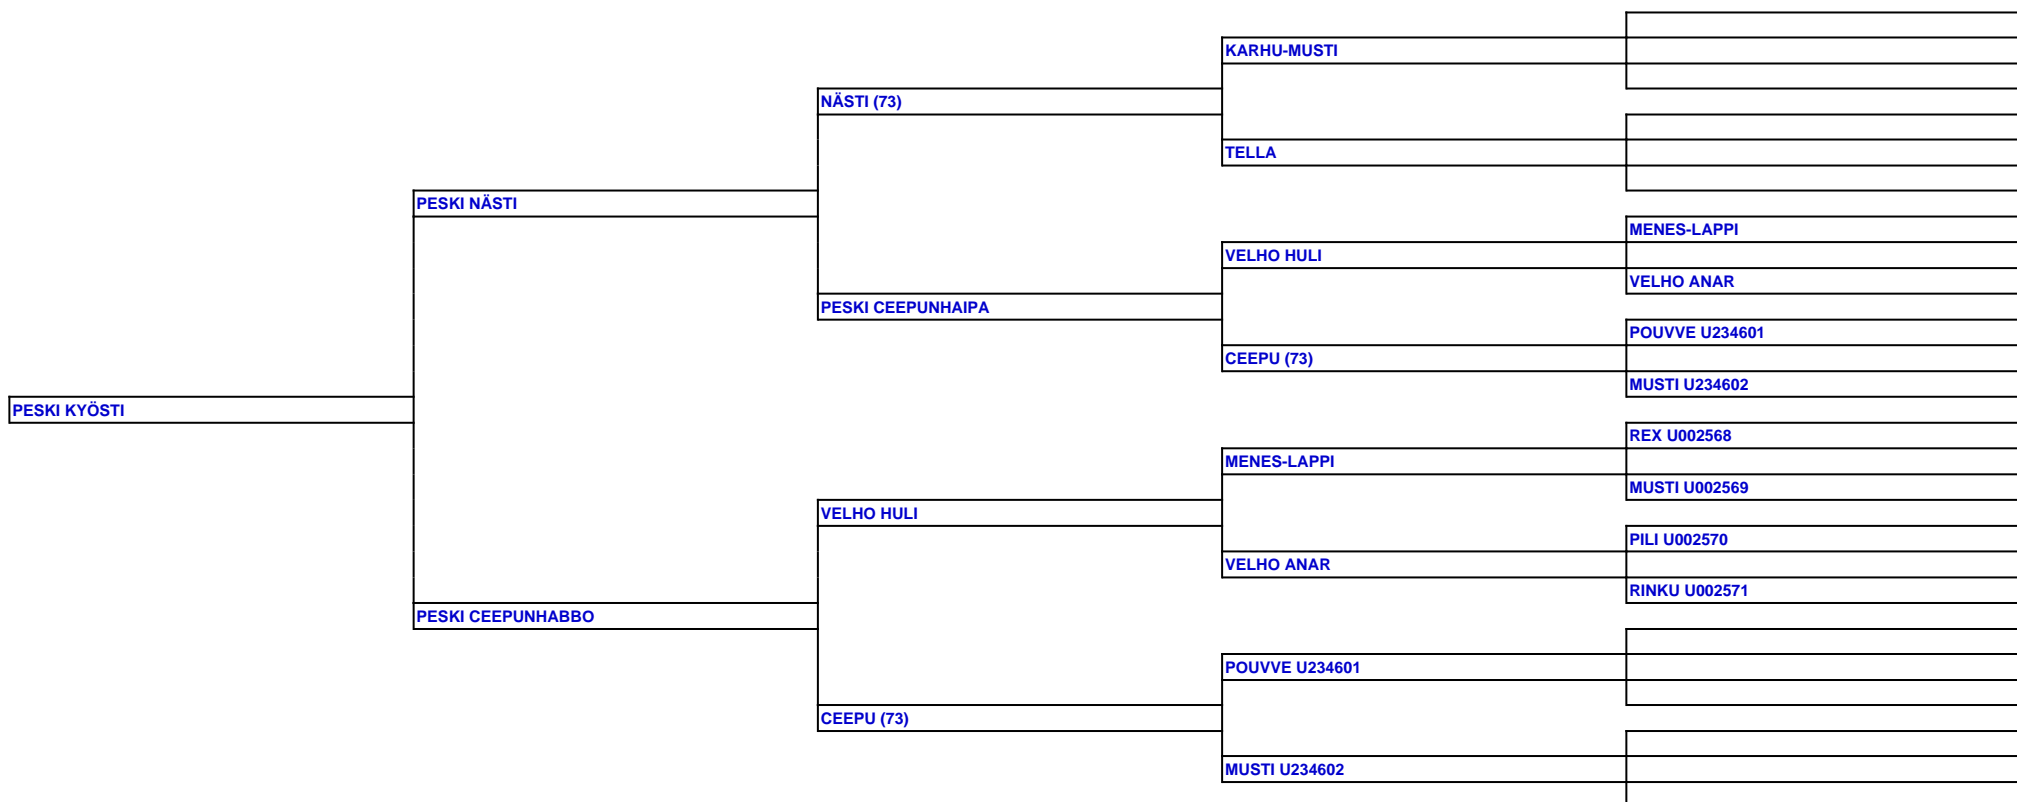 KARHU-MUSTI
NÄSTI (73)
TELLA
PESKI NÄSTI
MENES-LAPPI
VELHO HULI
VELHO ANAR
PESKI CEEPUNHAIPA
POUVVE U234601
CEEPU (73)
MUSTI U234602
PESKI KYÖSTI
REX U002568
MENES-LAPPI
MUSTI U002569
VELHO HULI
PILI U002570
VELHO ANAR
RINKU U002571
PESKI CEEPUNHABBO
POUVVE U234601
CEEPU (73)
MUSTI U234602